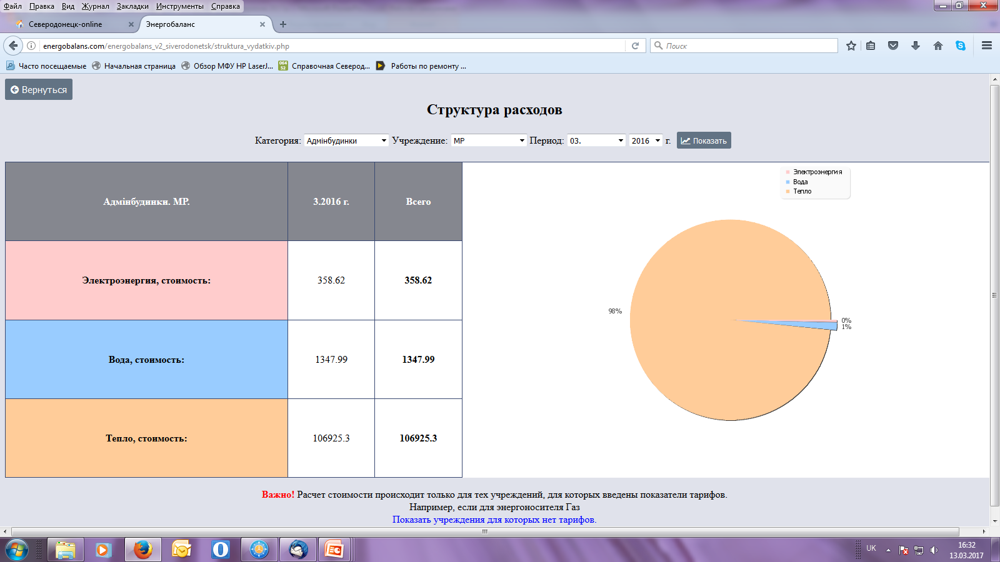 Файл Правка Вид Журнал Закладки Инструменты Справка
Северодонецк-online
Энергобаланс
energobalans.com/energobalans_v2_siverodonetsk/struktura_vydatkiv.php
Поиск
Часто посещаемые Начальная страница Обзор МФУ HP LaserJ... Справочная Северод... Работы по ремонту ...
Вернуться
Структура расходов
Категория: Адмінбудинки Учреждение: МР Период: 03. 2016 г. Показать
Адмінбудинки. МР. 3.2016 г. Всего
Электроэнергия, стоимость: 358.62 358.62
Вода, стоимость: 1347.99 1347.99
Тепло, стоимость: 106925.3 106925.3
Электроэнергия
Вода
Тепло
98%
0%
1%
Важно! Расчет стоимости происходит только для тех учреждений, для которых введены показатели тарифов.
Например, если для энергоносителя Газ
Показать учреждения для которых нет тарифов.
UK
16:32
13.03.2017